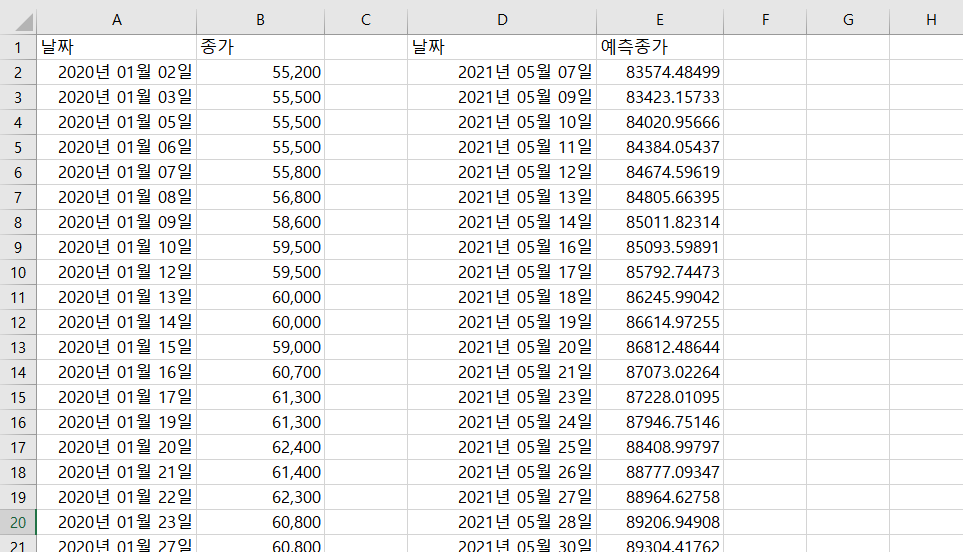 A B C D E F G H
1 날짜 종가 날짜 예측종가
2 2020년 01월 02일 55,200 2021년 05월 07일 83574.48499
3 2020년 01월 03일 55,500 2021년 05월 09일 83423.15733
4 2020년 01월 05일 55,500 2021년 05월 10일 84020.95666
5 2020년 01월 06일 55,500 2021년 05월 11일 84384.05437
6 2020년 01월 07일 55,800 2021년 05월 12일 84674.59619
7 2020년 01월 08일 56,800 2021년 05월 13일 84805.66395
8 2020년 01월 09일 58,600 2021년 05월 14일 85011.82314
9 2020년 01월 10일 59,500 2021년 05월 16일 85093.59891
10 2020년 01월 12일 59,500 2021년 05월 17일 85792.74473
11 2020년 01월 13일 60,000 2021년 05월 18일 86245.99042
12 2020년 01월 14일 60,000 2021년 05월 19일 86614.97255
13 2020년 01월 15일 59,000 2021년 05월 20일 86812.48644
14 2020년 01월 16일 60,700 2021년 05월 21일 87073.02264
15 2020년 01월 17일 61,300 2021년 05월 23일 87228.01095
16 2020년 01월 19일 61,300 2021년 05월 24일 87946.75146
17 2020년 01월 20일 62,400 2021년 05월 25일 88408.99797
18 2020년 01월 21일 61,400 2021년 05월 26일 88777.09347
19 2020년 01월 22일 62,300 2021년 05월 27일 88964.62758
20 2020년 01월 23일 60,800 2021년 05월 28일 89206.94908
21 2020년 01월 27일 60,800 2021년 05월 30일 89304.41762